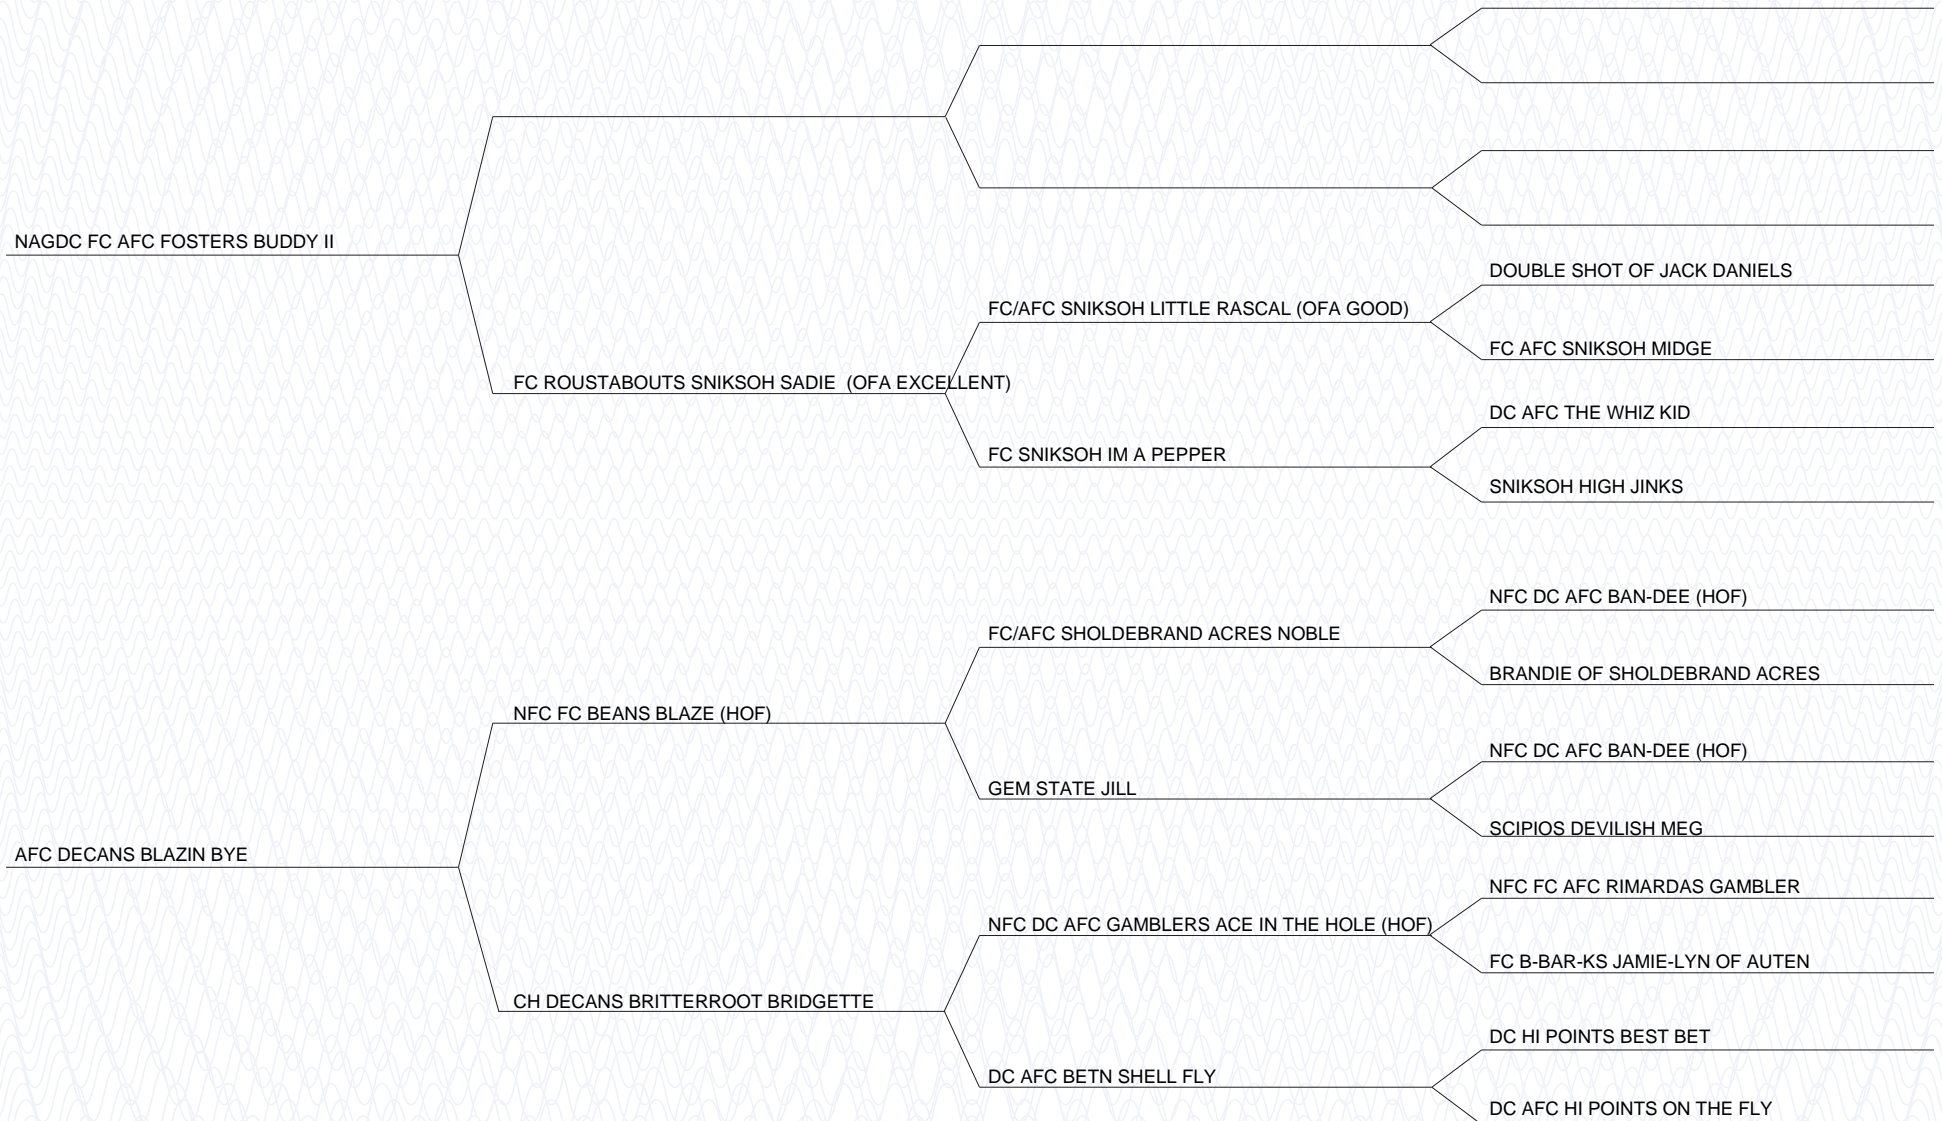 NAGDC FC AFC FOSTERS BUDDY II
FC ROUSTABOUTS SNIKSOH SADIE (OFA EXCELLENT)
FC/AFC SNIKSOH LITTLE RASCAL (OFA GOOD)
DOUBLE SHOT OF JACK DANIELS
FC AFC SNIKSOH MIDGE
FC SNIKSOH IM A PEPPER
DC AFC THE WHIZ KID
SNIKSOH HIGH JINKS
AFC DECANS BLAZIN BYE
NFC FC BEANS BLAZE (HOF)
FC/AFC SHOLDEBRAND ACRES NOBLE
NFC DC AFC BAN-DEE (HOF)
BRANDIE OF SHOLDEBRAND ACRES
GEM STATE JILL
NFC DC AFC BAN-DEE (HOF)
SCIPIOS DEVILISH MEG
CH DECANS BRITTERROOT BRIDGETTE
NFC DC AFC GAMBLERS ACE IN THE HOLE (HOF)
NFC FC AFC RIMARDAS GAMBLER
FC B-BAR-KS JAMIE-LYN OF AUTEN
DC AFC BETN SHELL FLY
DC HI POINTS BEST BET
DC AFC HI POINTS ON THE FLY